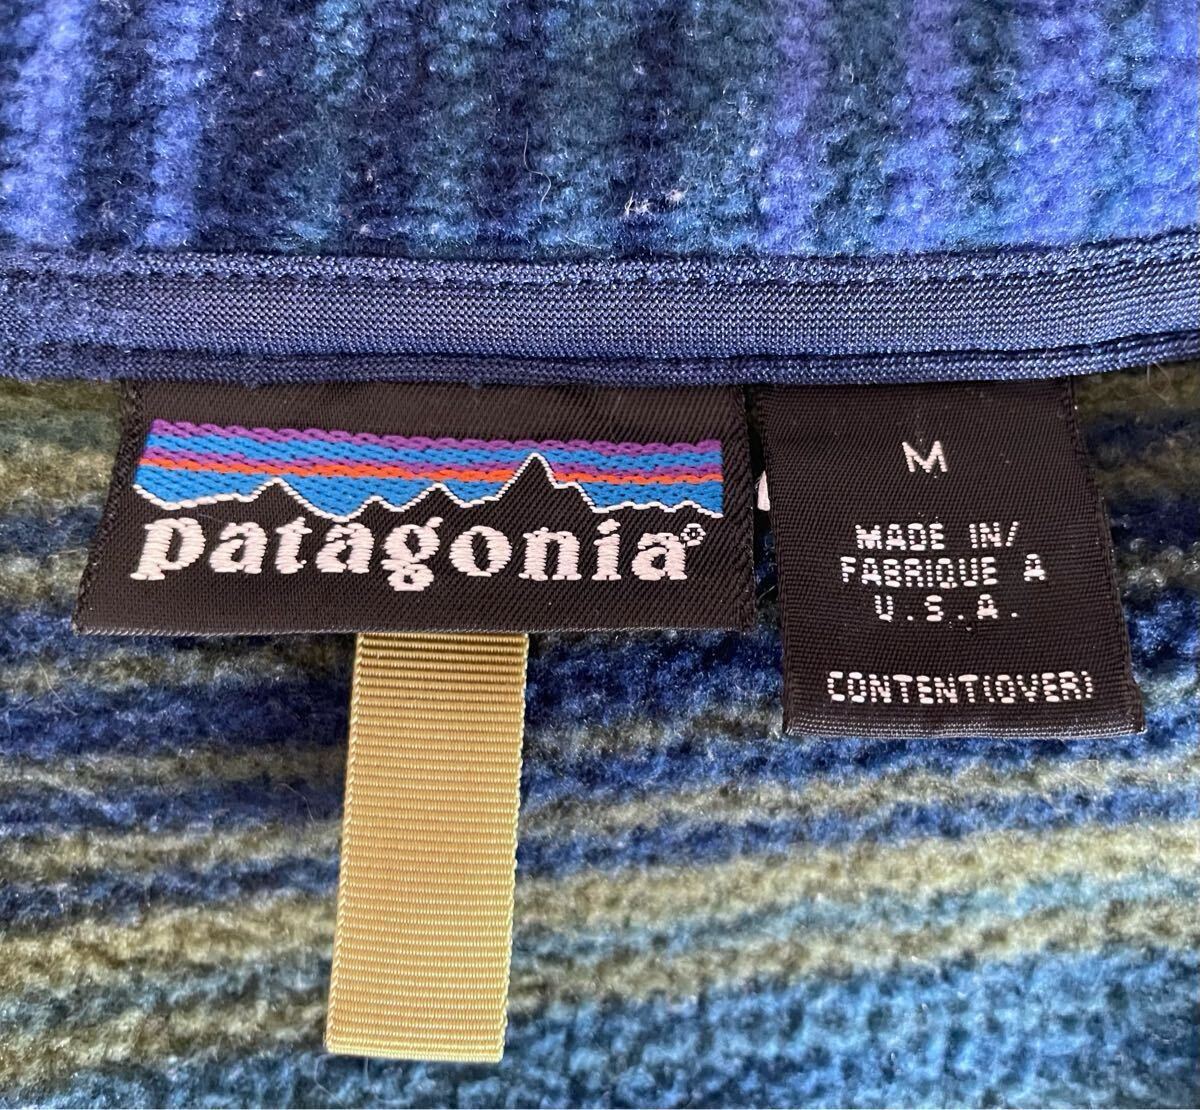 patagonia®
M
MADE IN/
FABRIQUE A
U.S.A.
CONTENT(OVER)